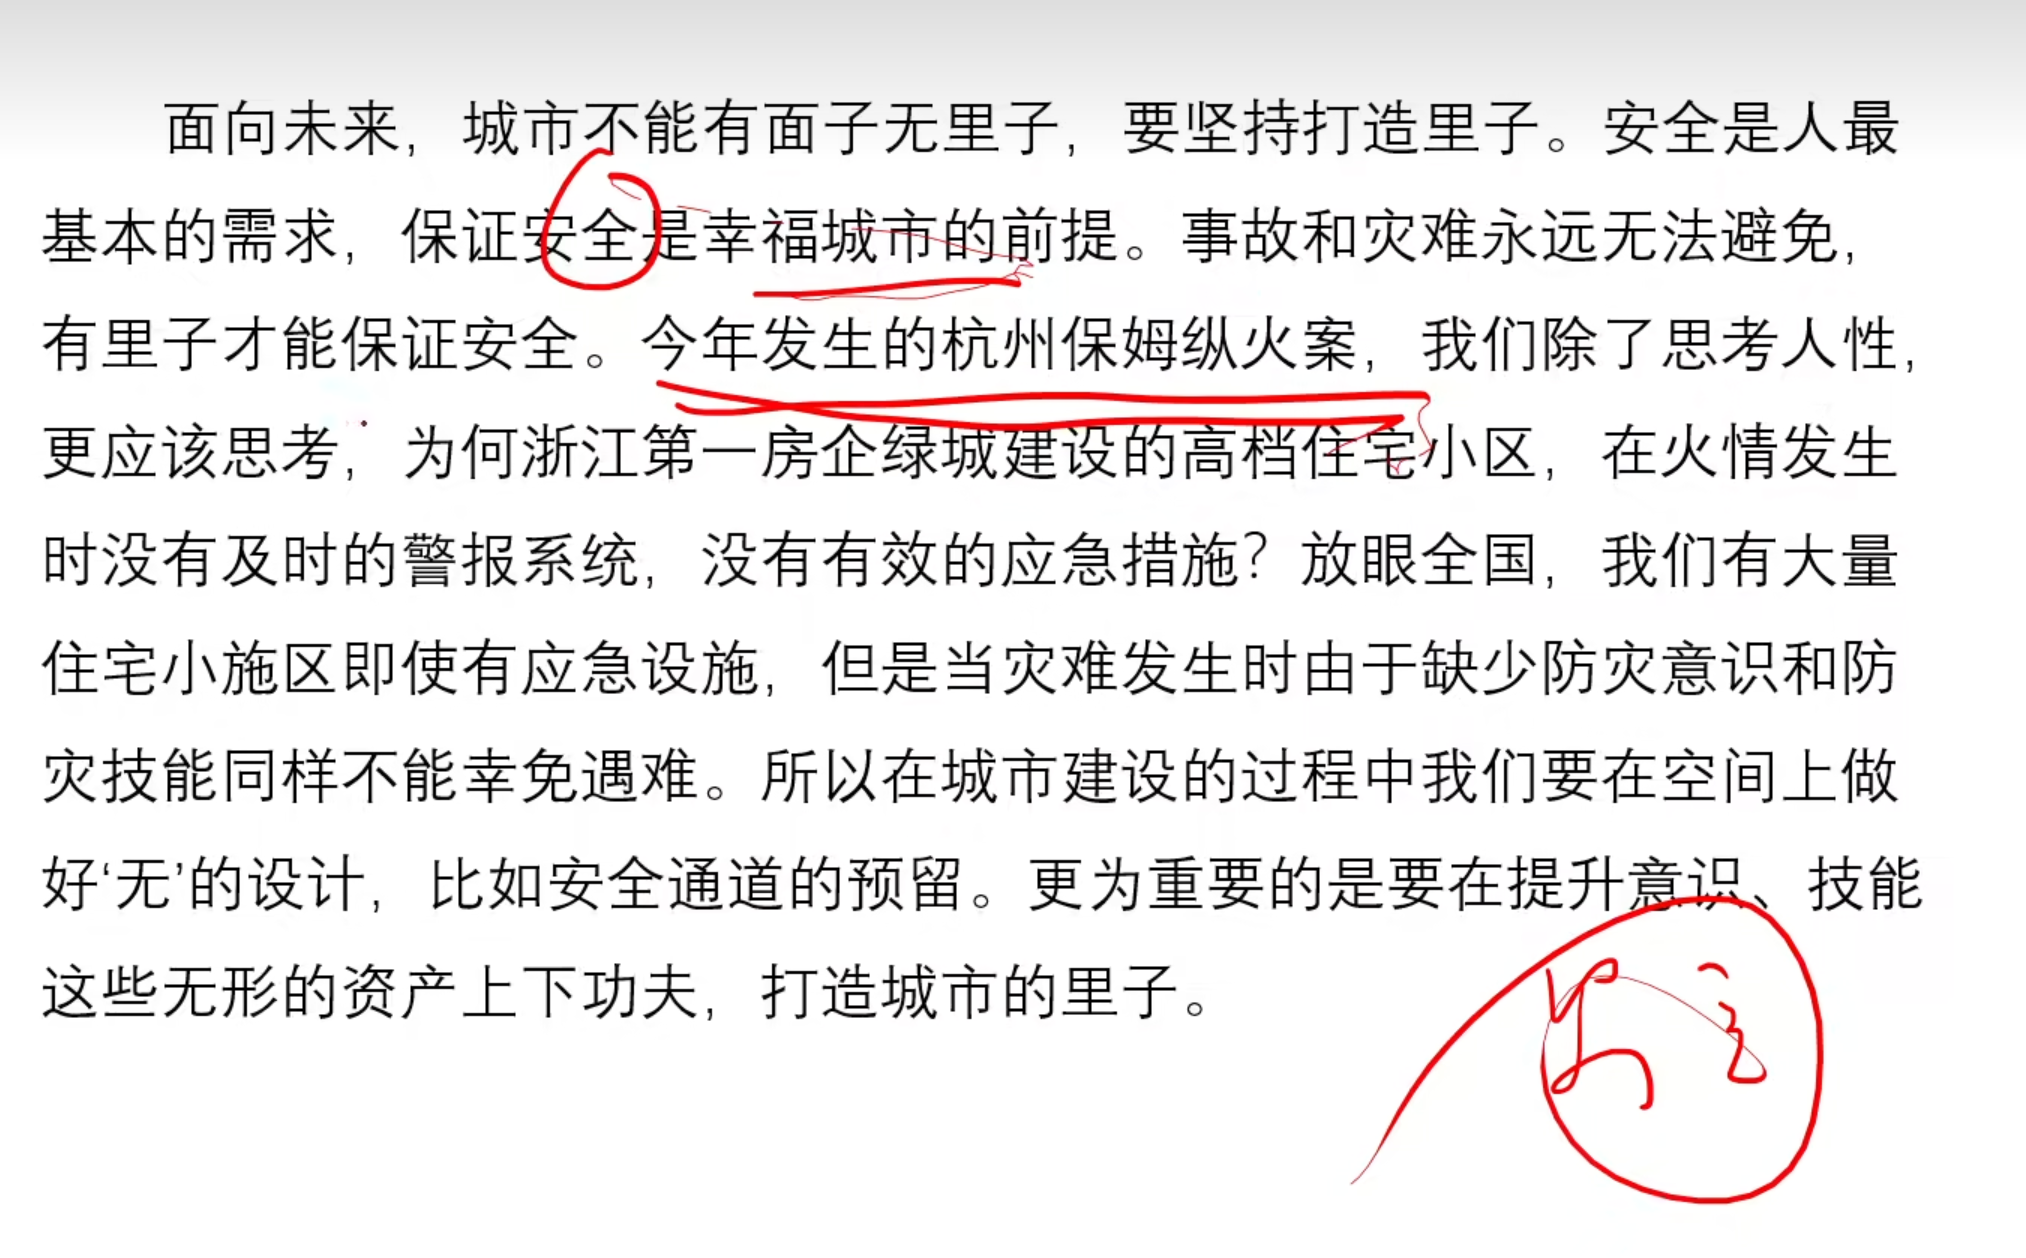 面向未来，城市不能有面子无里子，要坚持打造里子。安全是人最
基本的需求，保证安全是幸福城市的前提。事故和灾难永远无法避免，
有里子才能保证安全。今年发生的杭州保姆纵火案，我们除了思考人性，
更应该思考，为何浙江第一房企绿城建设的高档住宅小区，在火情发生
时没有及时的警报系统，没有有效的应急措施？放眼全国，我们有大量
住宅小施区即使有应急设施，但是当灾难发生时由于缺少防灾意识和防
灾技能同样不能幸免遇难。所以在城市建设的过程中我们要在空间上做
好‘无’的设计，比如安全通道的预留。更为重要的是要在提升意识、技能
这些无形的资产上下功夫，打造城市的里子。